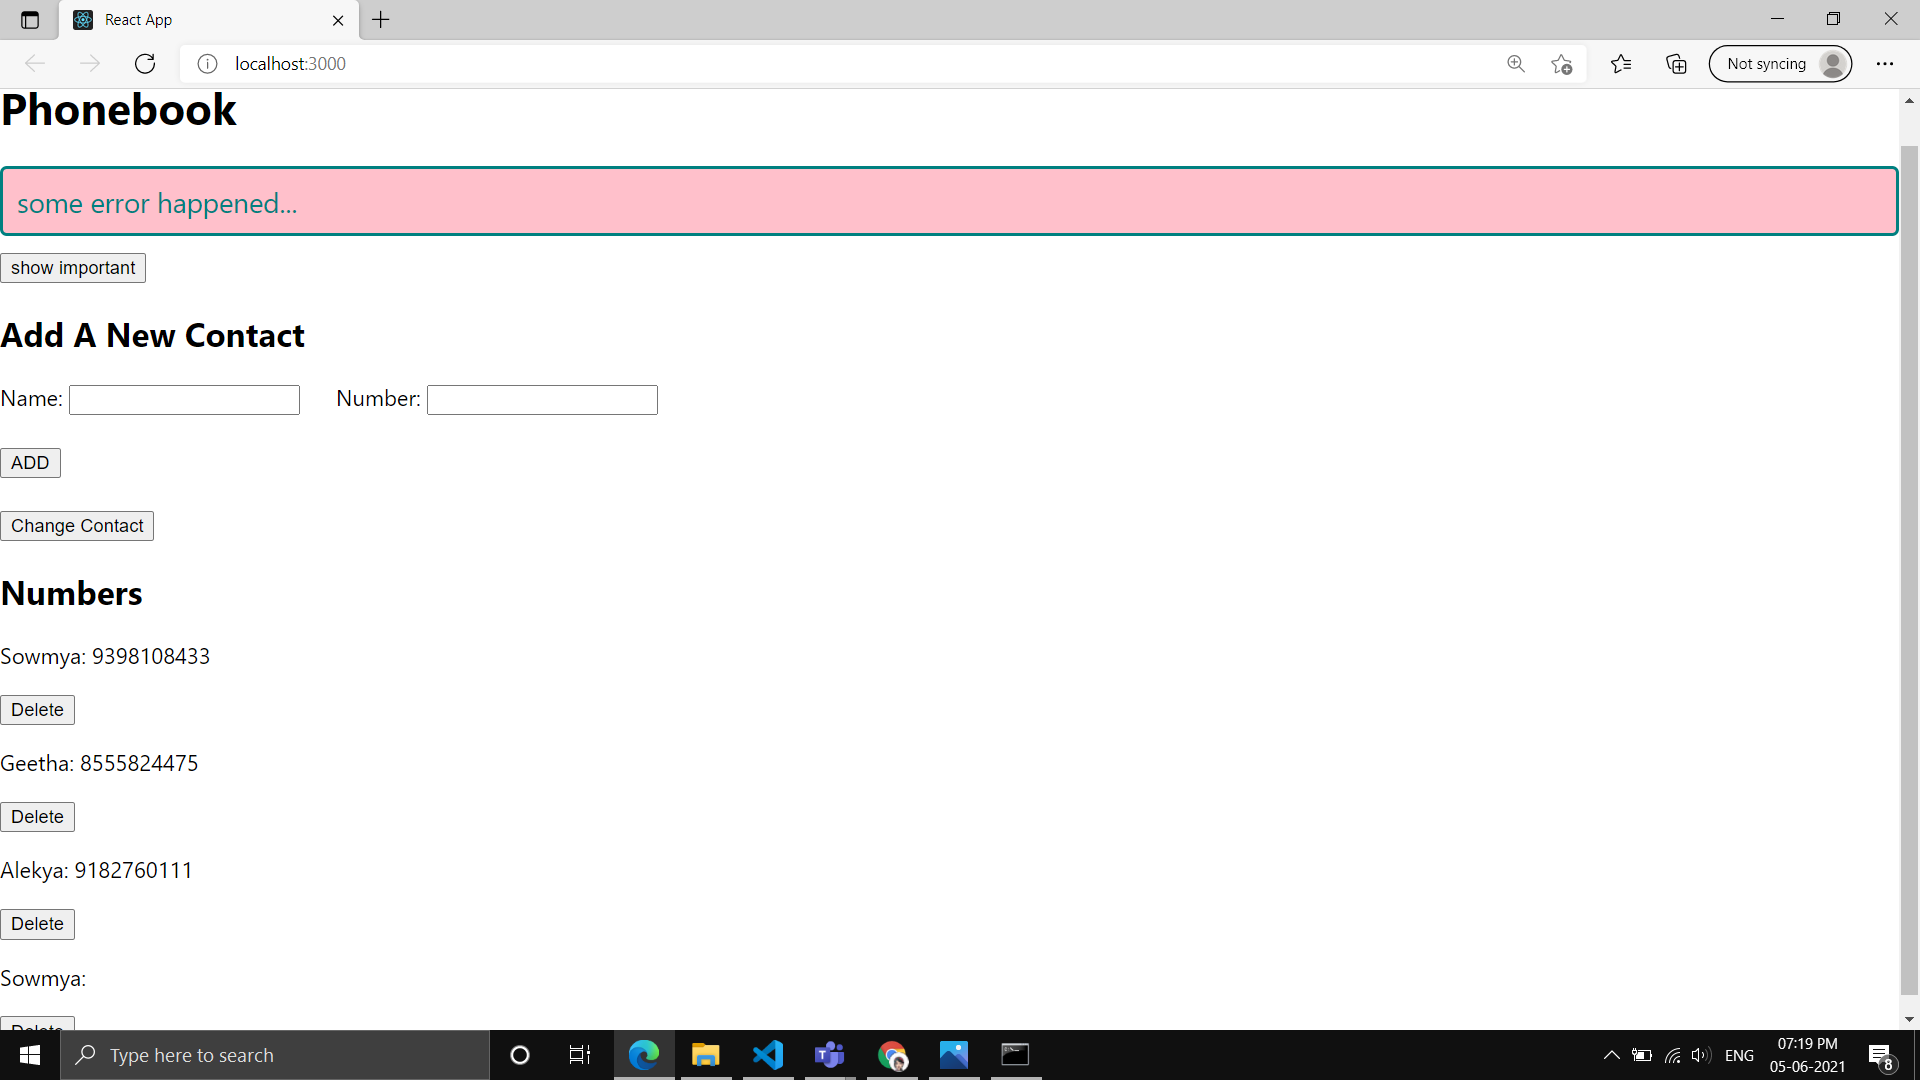 React App
localhost:3000
Not syncing
Phonebook
some error happened...
show important
Add A New Contact
Name: Number:
ADD
Change Contact
Numbers
Sowmya: 9398108433
Delete
Geetha: 8555824475
Delete
Alekya: 9182760111
Delete
Sowmya:
Delete
Type here to search
ENG
07:19 PM
05-06-2021
8